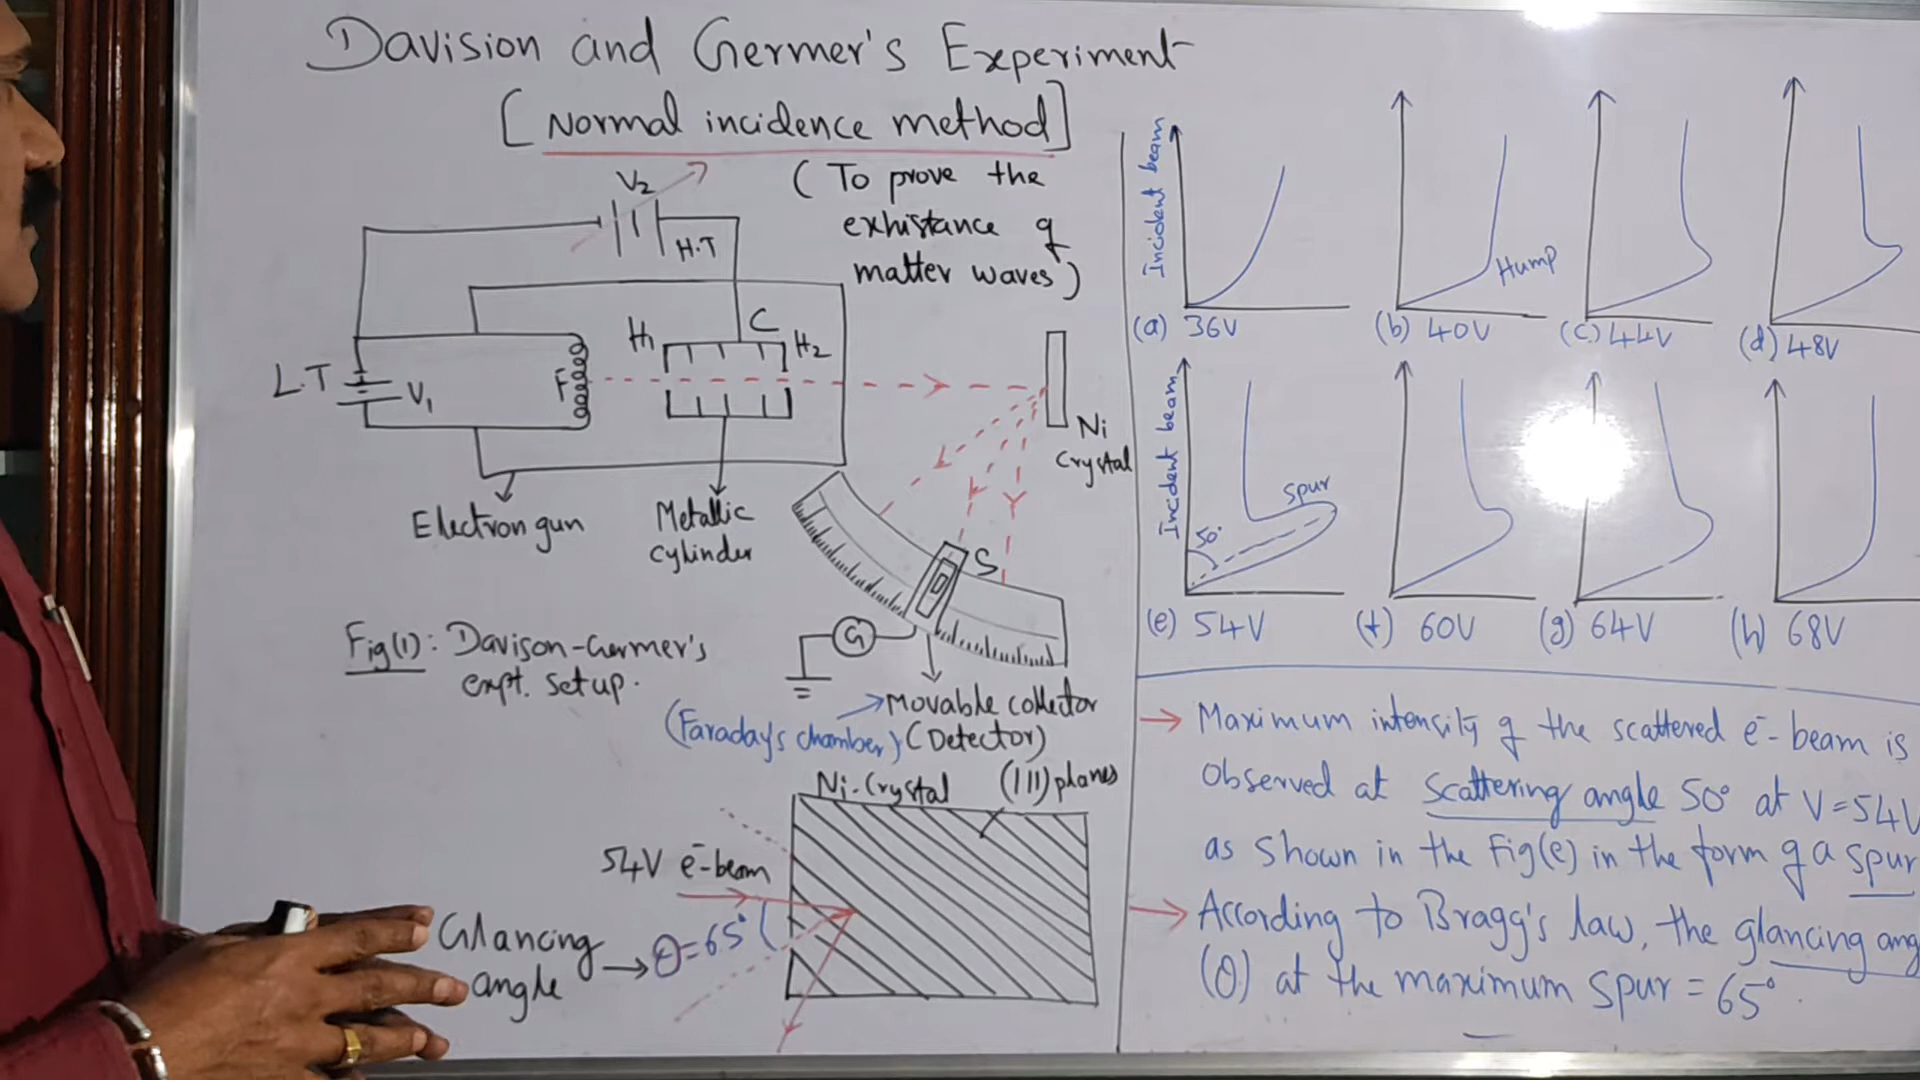 Davision and Germer's Experiment
[Normal incidence method]
(To prove the
exhistance of
matter waves)
V2
H.T
H1
C
H2
L.T
V1
F
Ni
Crystal
Electron gun
Metallic
cylinder
S
G
Fig(1): Davison-Germer's
expt. set up.
Movable collector
(Faraday's chamber) (Detector)
Ni-Crystal
(111) planes
54V e⁻-beam
Glancing
angle
θ=65°
Incident beam
Hump
(a) 36V
(b) 40V
(c) 44V
(d) 48V
Incident beam
50°
Spur
(e) 54V
(f) 60V
(g) 64V
(h) 68V
→ Maximum intensity of the scattered e⁻-beam is
observed at scattering angle 50° at V=54V
as shown in the Fig(e) in the form of a spur
→ According to Bragg's law, the glancing ang
(θ) at the maximum spur = 65°.